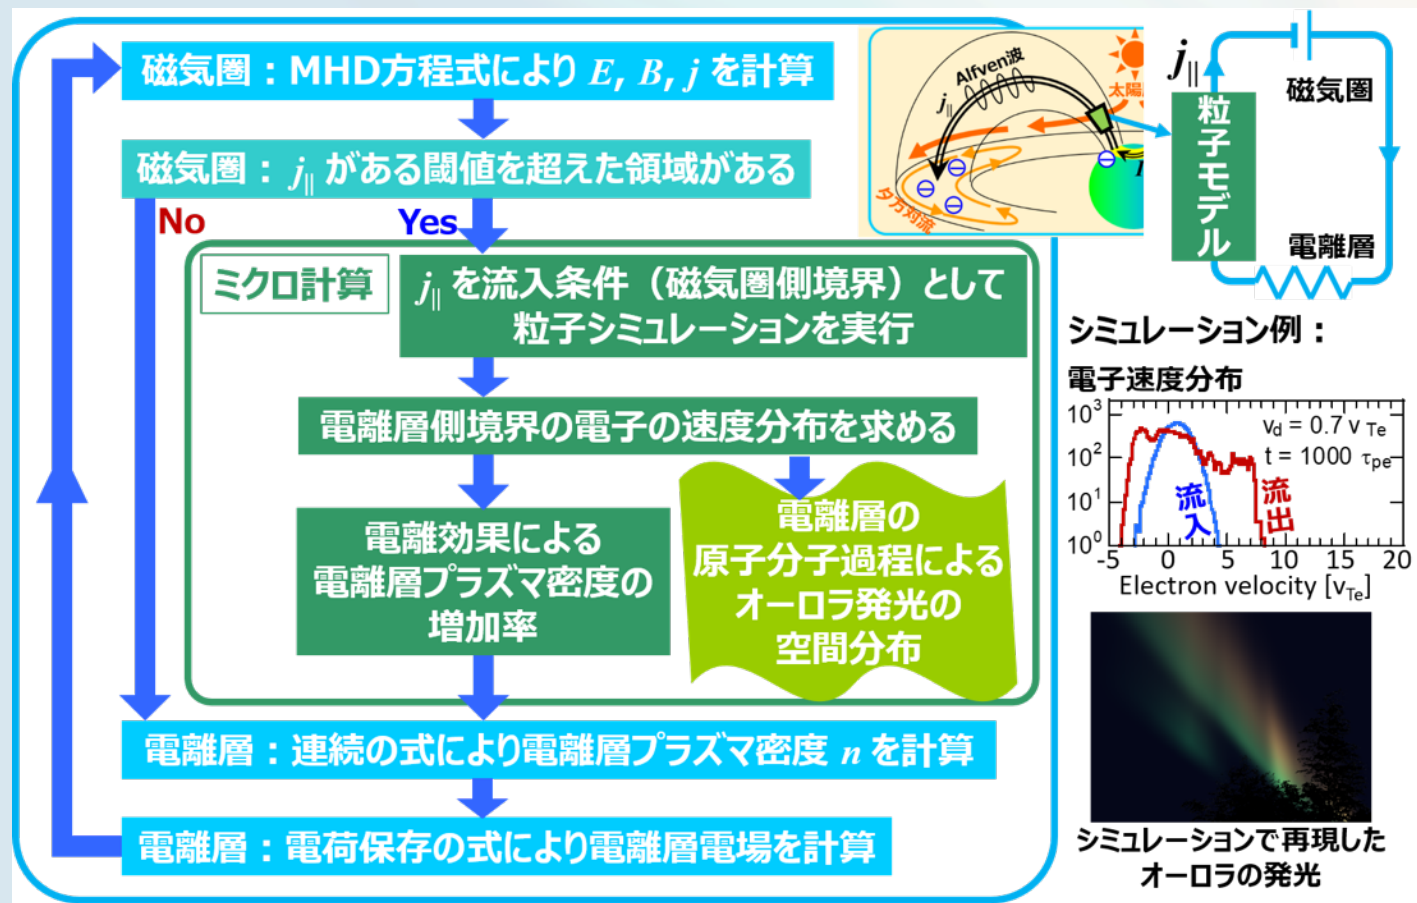 磁気圏：MHD方程式により E, B, j を計算
磁気圏： j|| がある閾値を超えた領域がある
No
Yes
ミクロ計算
j|| を流入条件（磁気圏側境界）として
粒子シミュレーションを実行
電離層側境界の電子の速度分布を求める
電離効果による
電離層プラズマ密度の
増加率
電離層の
原子分子過程による
オーロラ発光の
空間分布
電離層：連続の式により電離層プラズマ密度 n を計算
電離層：電荷保存の式により電離層電場を計算
Alfven波
j||
太陽
夕方対流
j||
粒子モデル
磁気圏
電離層
シミュレーション例：
電子速度分布
10³
10²
10¹
10⁰
vd = 0.7 v Te
t = 1000 τpe
流入
流出
-5 0 5 10 15 20
Electron velocity [vTe]
シミュレーションで再現した
オーロラの発光